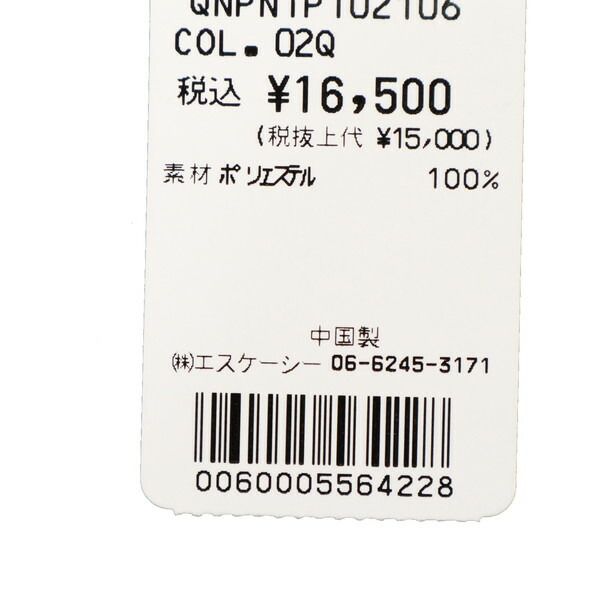 QNPN1P102106
COL.02Q
税込 ¥16,500
(税抜上代 ¥15,000)
素材 ポリエステル 100%
中国製
㈱エスケーシー 06-6245-3171
0060005564228